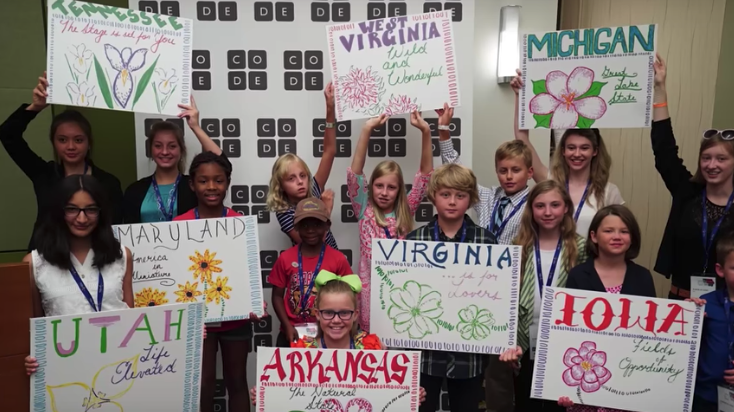 CODE
TENNESSEE
The Stage is set for you
WEST
VIRGINIA
Wild and
Wonderful
MICHIGAN
Great
Lake
State
MARYLAND
America in
Miniature
VIRGINIA
...is for
Lovers
UTAH
Life
Elevated
ARKANSAS
The Natural
State
IOWA
Fields of
Opportunity